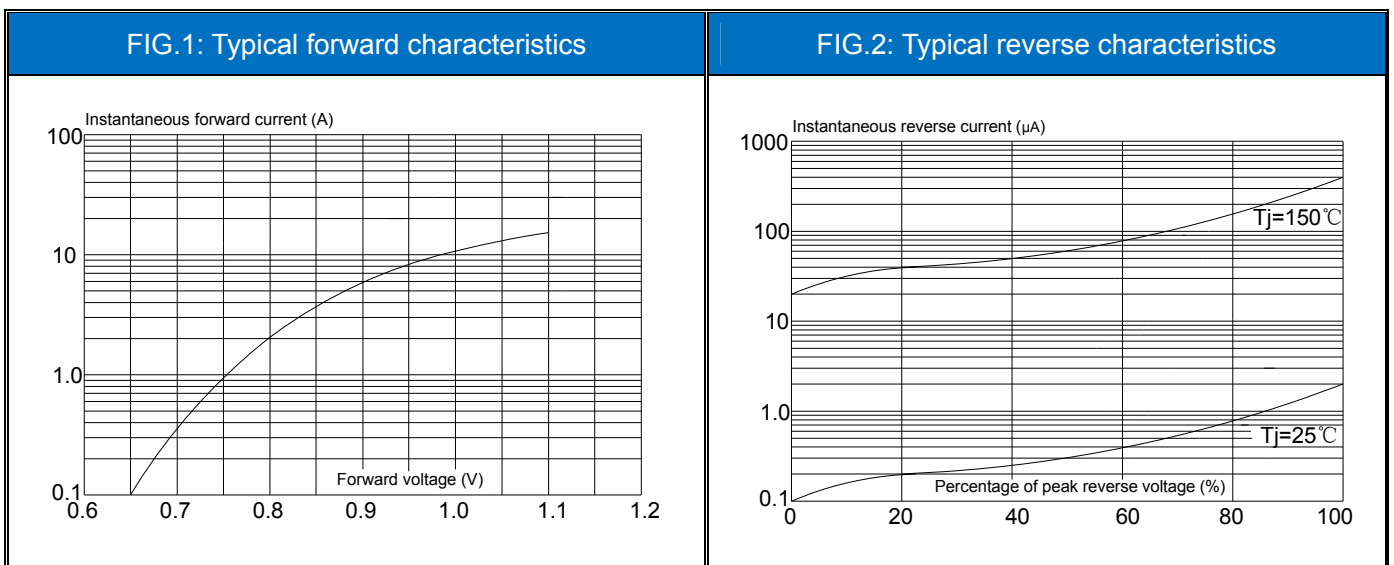 FIG.1: Typical forward characteristics
Instantaneous forward current (A)
100
10
1.0
0.1
Forward voltage (V)
0.6 0.7 0.8 0.9 1.0 1.1 1.2
FIG.2: Typical reverse characteristics
Instantaneous reverse current (μA)
1000
100
10
1.0
0.1
Tj=150℃
Tj=25℃
Percentage of peak reverse voltage (%)
0 20 40 60 80 100